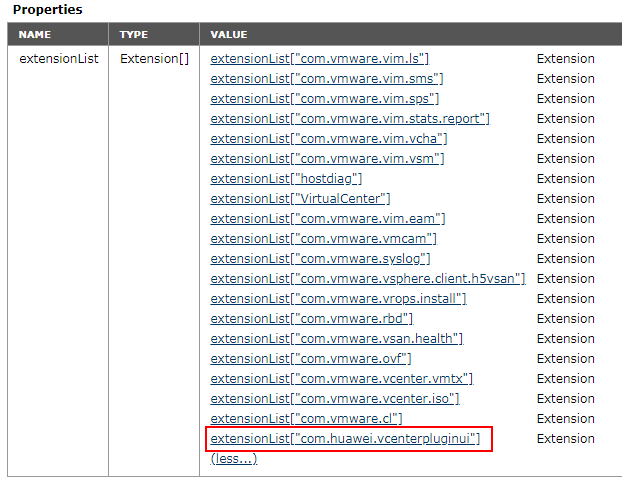 Properties
NAME TYPE VALUE
extensionList Extension[] extensionList["com.vmware.vim.ls"] Extension
extensionList["com.vmware.vim.sms"] Extension
extensionList["com.vmware.vim.sps"] Extension
extensionList["com.vmware.vim.stats.report"] Extension
extensionList["com.vmware.vim.vcha"] Extension
extensionList["com.vmware.vim.vsm"] Extension
extensionList["hostdiag"] Extension
extensionList["VirtualCenter"] Extension
extensionList["com.vmware.vim.eam"] Extension
extensionList["com.vmware.vmcam"] Extension
extensionList["com.vmware.syslog"] Extension
extensionList["com.vmware.vsphere.client.h5vsan"] Extension
extensionList["com.vmware.vrops.install"] Extension
extensionList["com.vmware.rbd"] Extension
extensionList["com.vmware.vsan.health"] Extension
extensionList["com.vmware.ovf"] Extension
extensionList["com.vmware.vcenter.vmtx"] Extension
extensionList["com.vmware.vcenter.iso"] Extension
extensionList["com.vmware.cl"] Extension
extensionList["com.huawei.vcenterpluginui"] Extension
(less...)